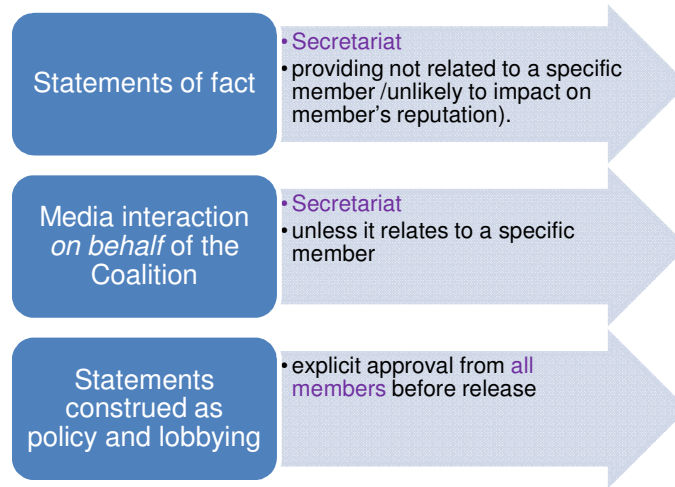 Statements of fact
• Secretariat
• providing not related to a specific
member /unlikely to impact on
member’s reputation).
Media interaction
on behalf of the
Coalition
• Secretariat
• unless it relates to a specific
member
Statements
construed as
policy and lobbying
• explicit approval from all
members before release